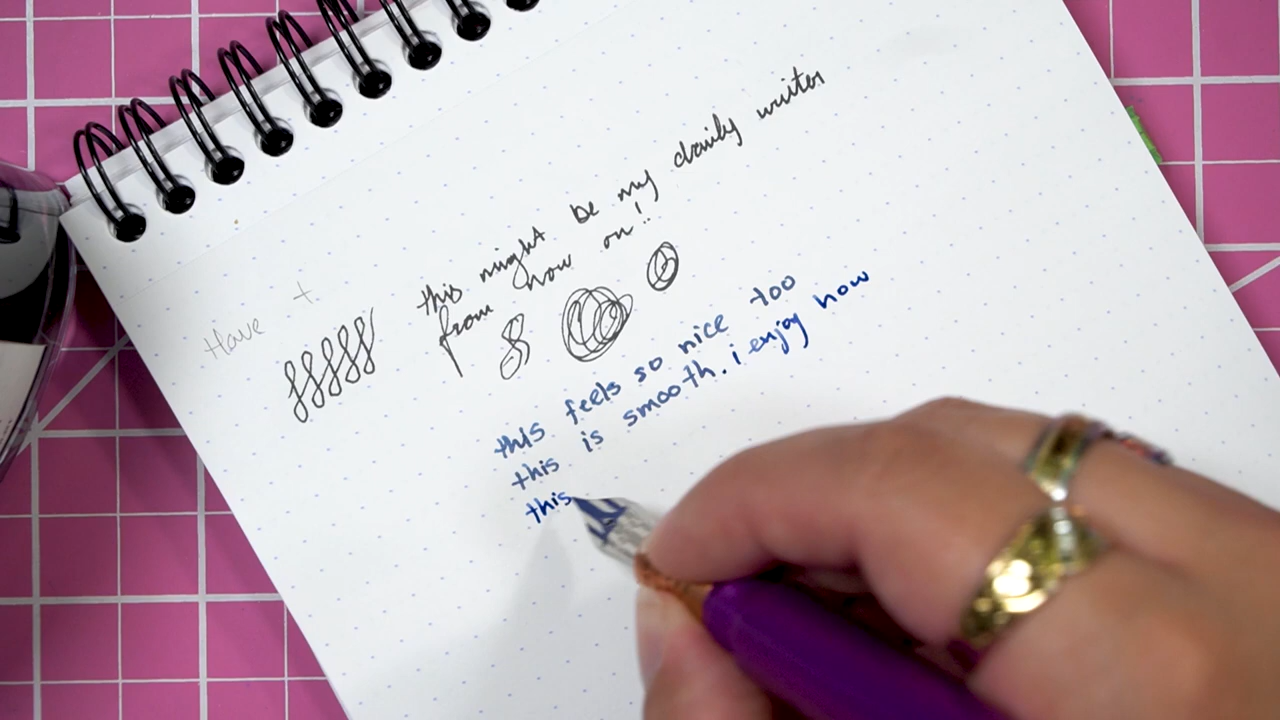 Have +
this might be my daily writer
from now on!
this feels so nice too
this is smooth. i enjoy how
this